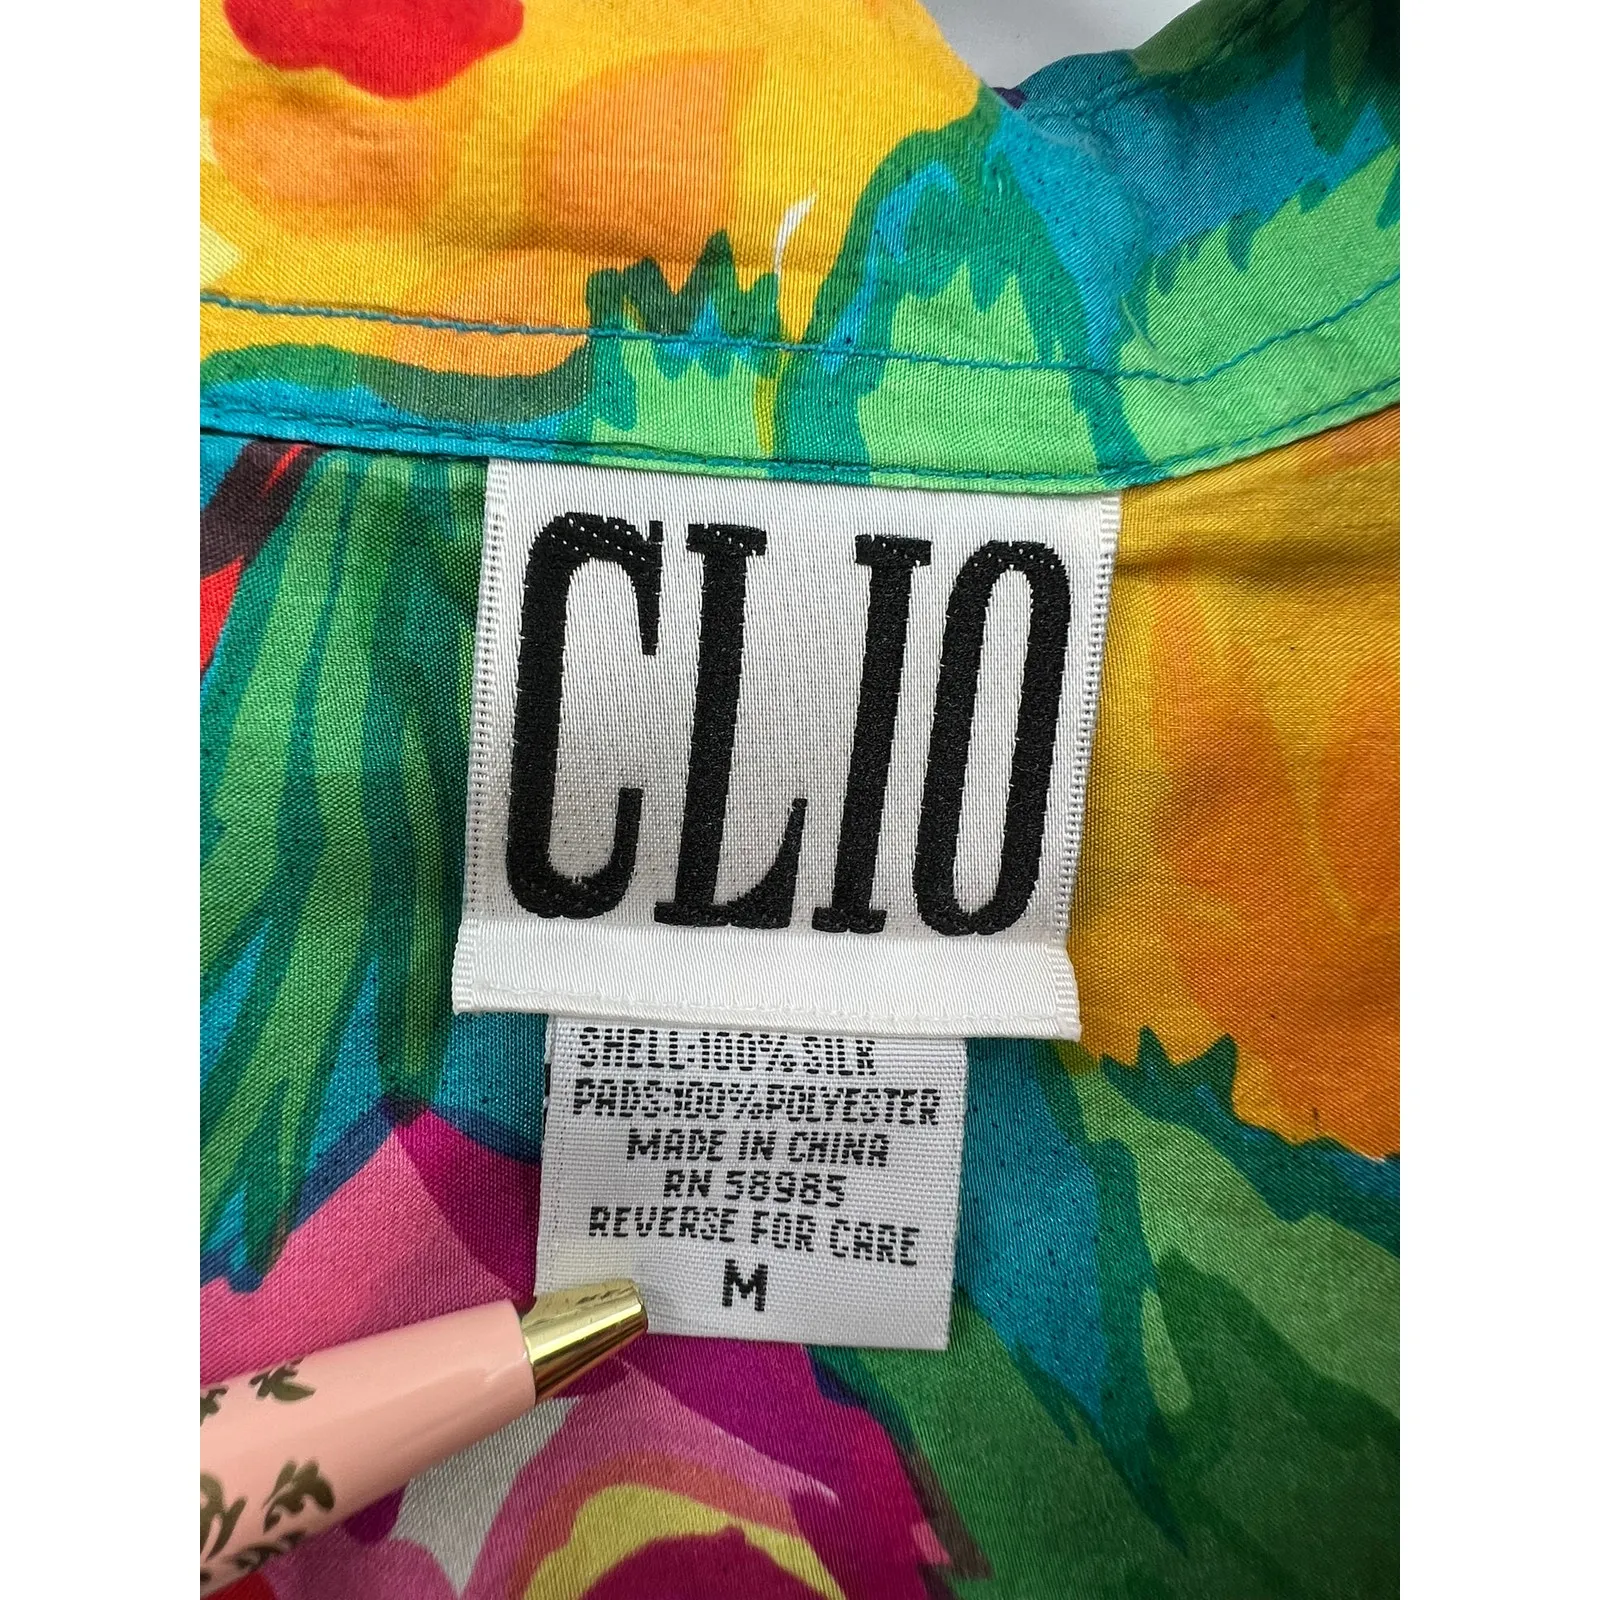 CLIO
SHELL:100%SILK
PADS:100%POLYESTER
MADE IN CHINA
RN 58985
REVERSE FOR CARE
M